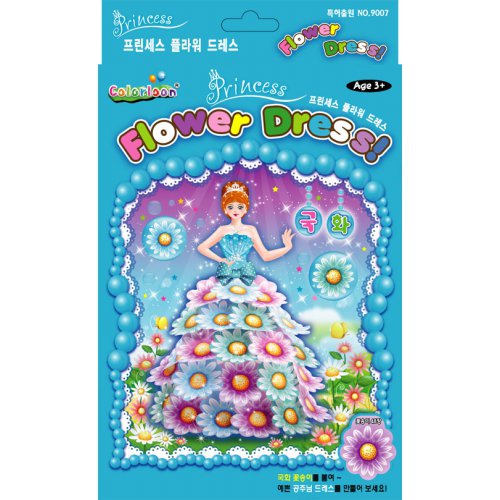 Princess
프린세스 플라워 드레스
특허출원 NO.9007
Flower Dress!
Colorloon™
Princess
프린세스 플라워 드레스
Age 3+
Flower Dress!
국화
국화 꽃송이를 붙여 ~
예쁜 공주님 드레스를 만들어 보세요!